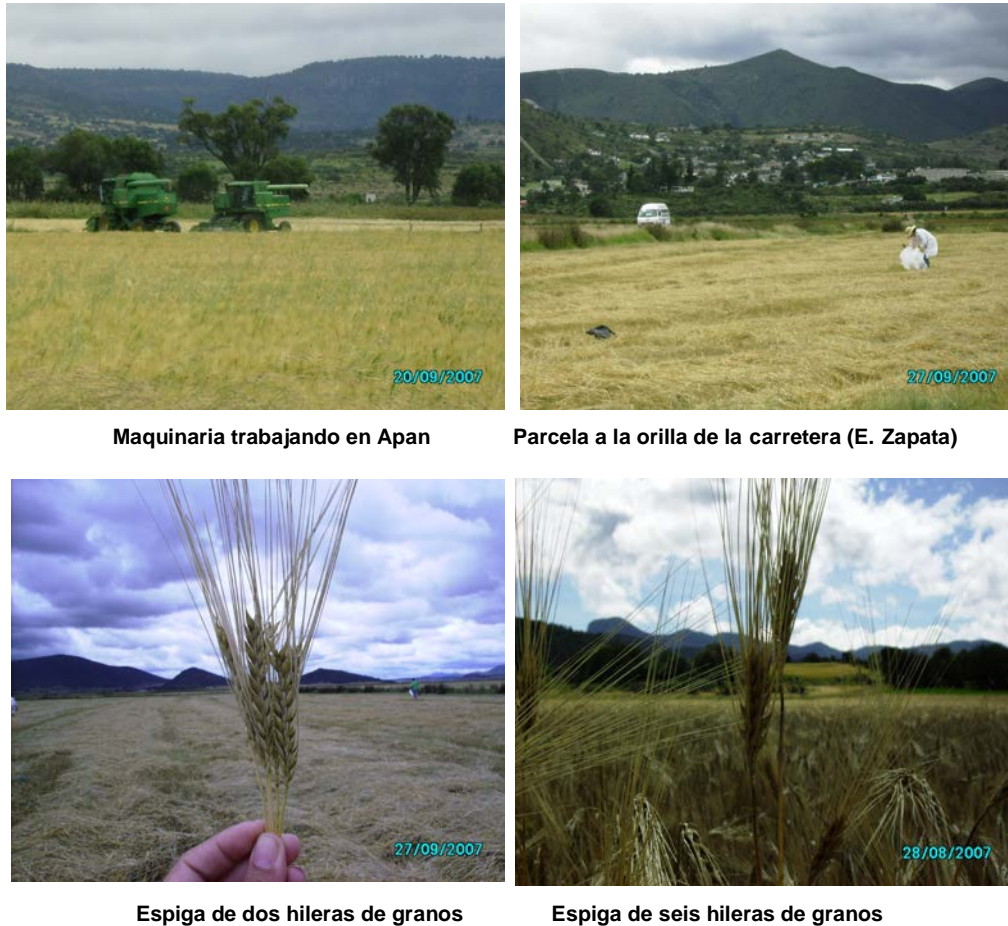 20/09/2007
27/09/2007
Maquinaria trabajando en Apan
Parcela a la orilla de la carretera (E. Zapata)
27/09/2007
28/08/2007
Espiga de dos hileras de granos
Espiga de seis hileras de granos